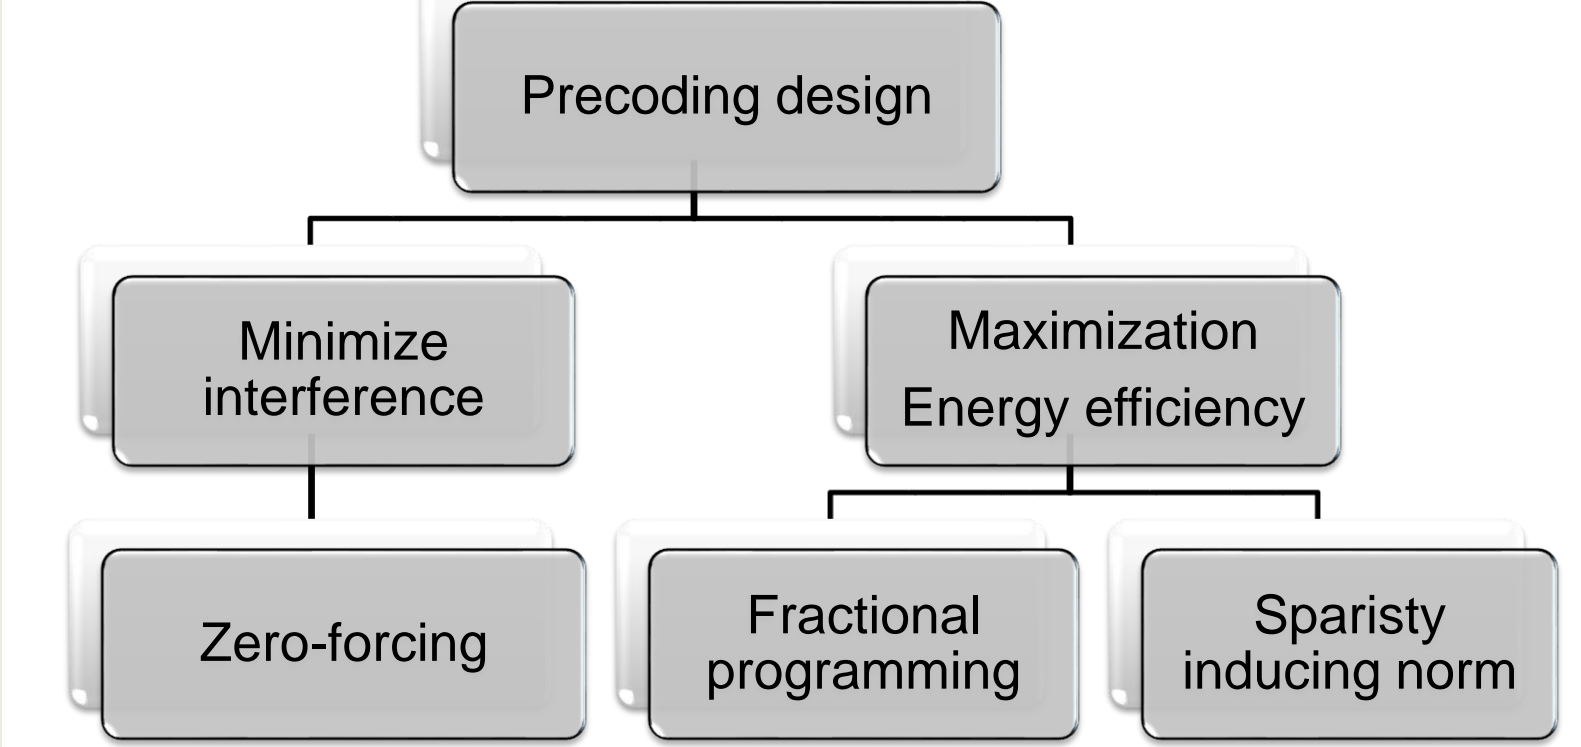 Precoding design
Minimize
interference
Maximization
Energy efficiency
Zero-forcing
Fractional
programming
Sparisty
inducing norm